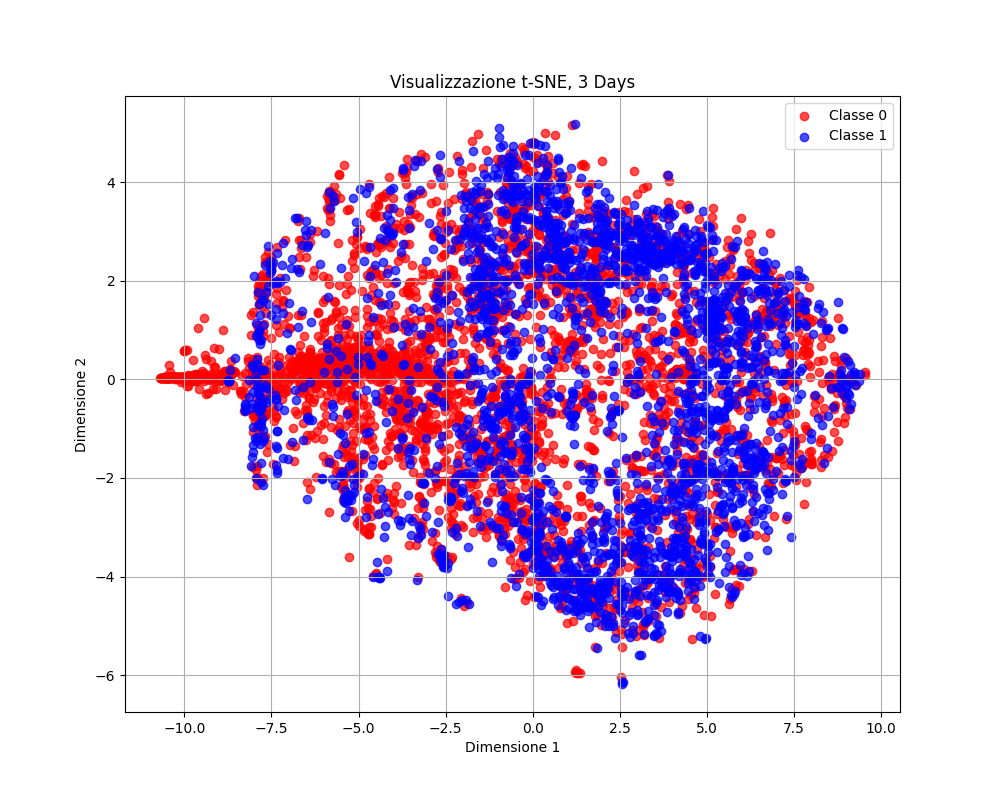 Visualizzazione t-SNE, 3 Days
Classe 0
Classe 1
Dimensione 2
4
2
0
−2
−4
−6
−10.0 −7.5 −5.0 −2.5 0.0 2.5 5.0 7.5 10.0
Dimensione 1